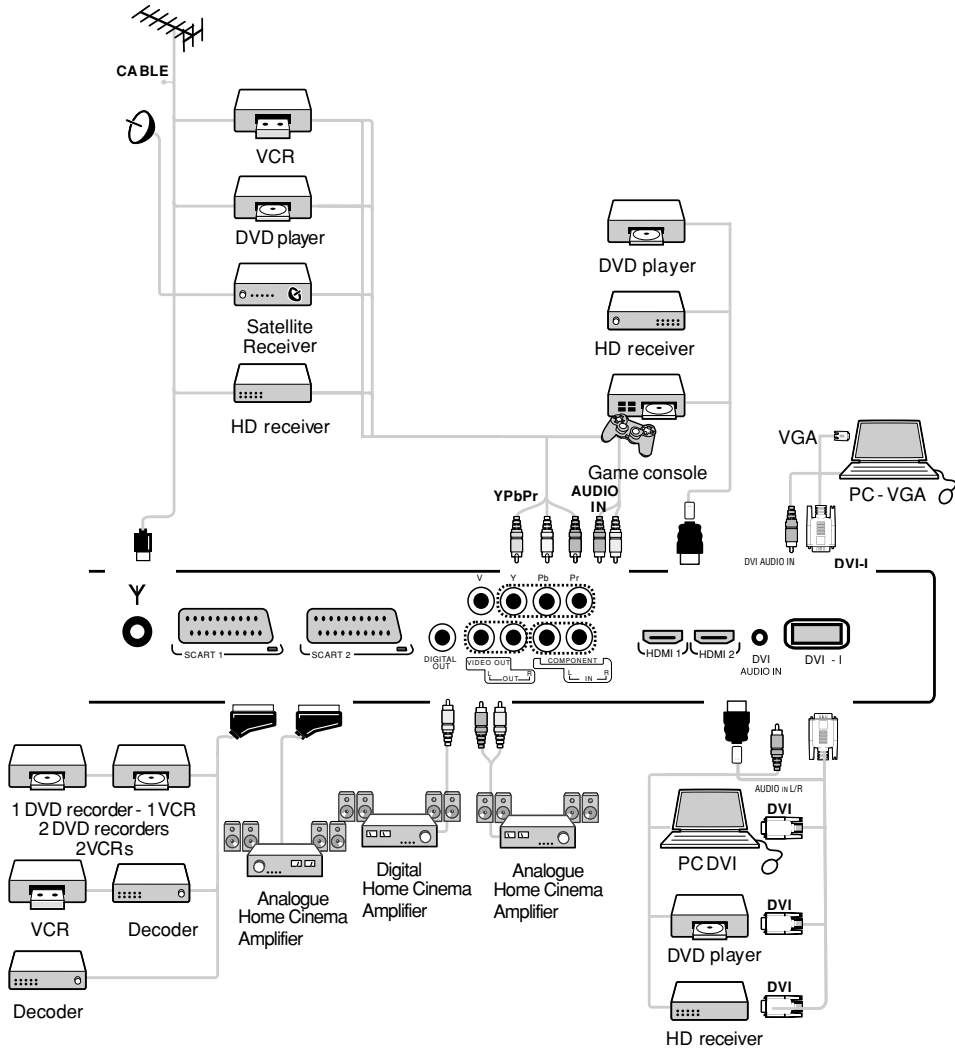 CABLE
VCR
DVD player
Satellite
Receiver
HD receiver
DVD player
HD receiver
Game console
YPbPr
AUDIO
IN
VGA
PC - VGA
DVI AUDIO IN
DVI-I
V
Y
Pb
Pr
SCART 1
SCART 2
DIGITAL
OUT
VIDEO OUT
L
R
OUT
COMPONENT
L
R
IN
HDMI 1
HDMI 2
DVI
AUDIO IN
DVI - I
1 DVD recorder - 1 VCR
2 DVD recorders
2VCRs
VCR
Decoder
Decoder
Analogue
Home Cinema
Amplifier
Digital
Home Cinema
Amplifier
Analogue
Home Cinema
Amplifier
AUDIO IN L/R
DVI
PC DVI
DVI
DVD player
DVI
HD receiver